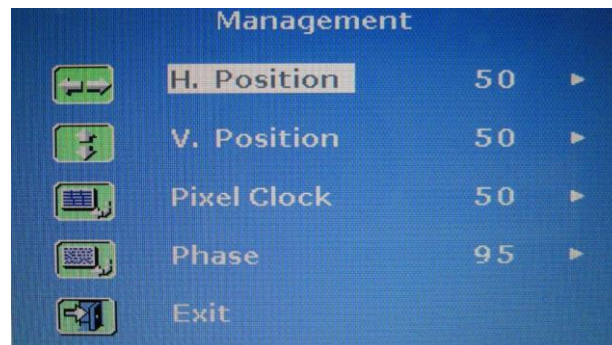 Management
H. Position 50
V. Position 50
Pixel Clock 50
Phase 95
Exit